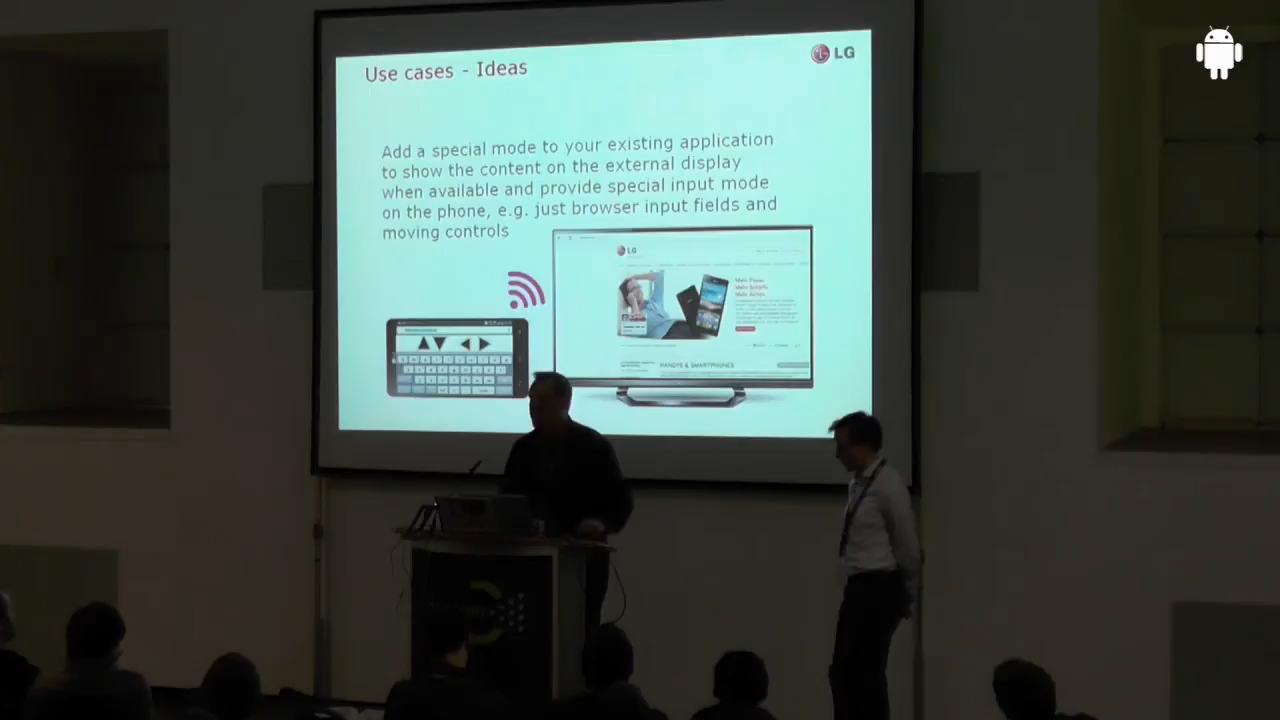 Use cases - Ideas
LG
Add a special mode to your existing application
to show the content on the external display
when available and provide special input mode
on the phone, e.g. just browser input fields and
moving controls
LG
HANDYS & SMARTPHONES